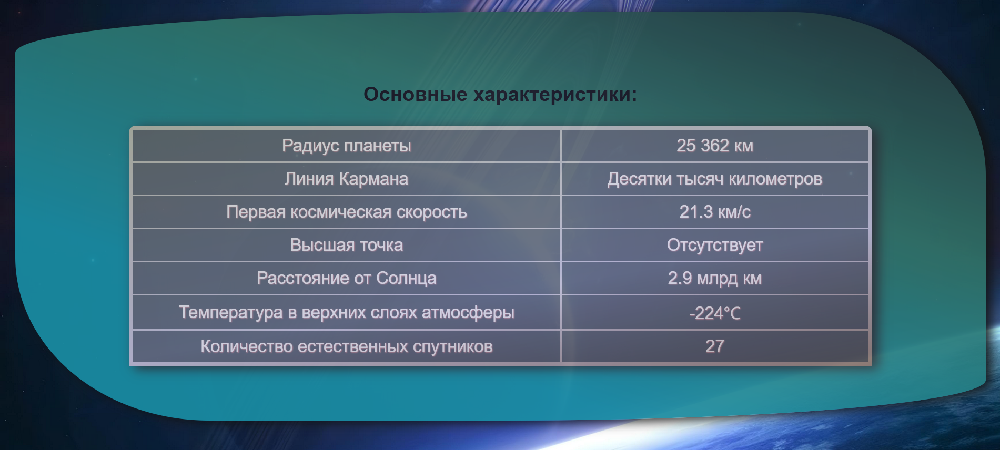 Основные характеристики:
Радиус планеты 25 362 км
Линия Кармана Десятки тысяч километров
Первая космическая скорость 21.3 км/с
Высшая точка Отсутствует
Расстояние от Солнца 2.9 млрд км
Температура в верхних слоях атмосферы -224°C
Количество естественных спутников 27